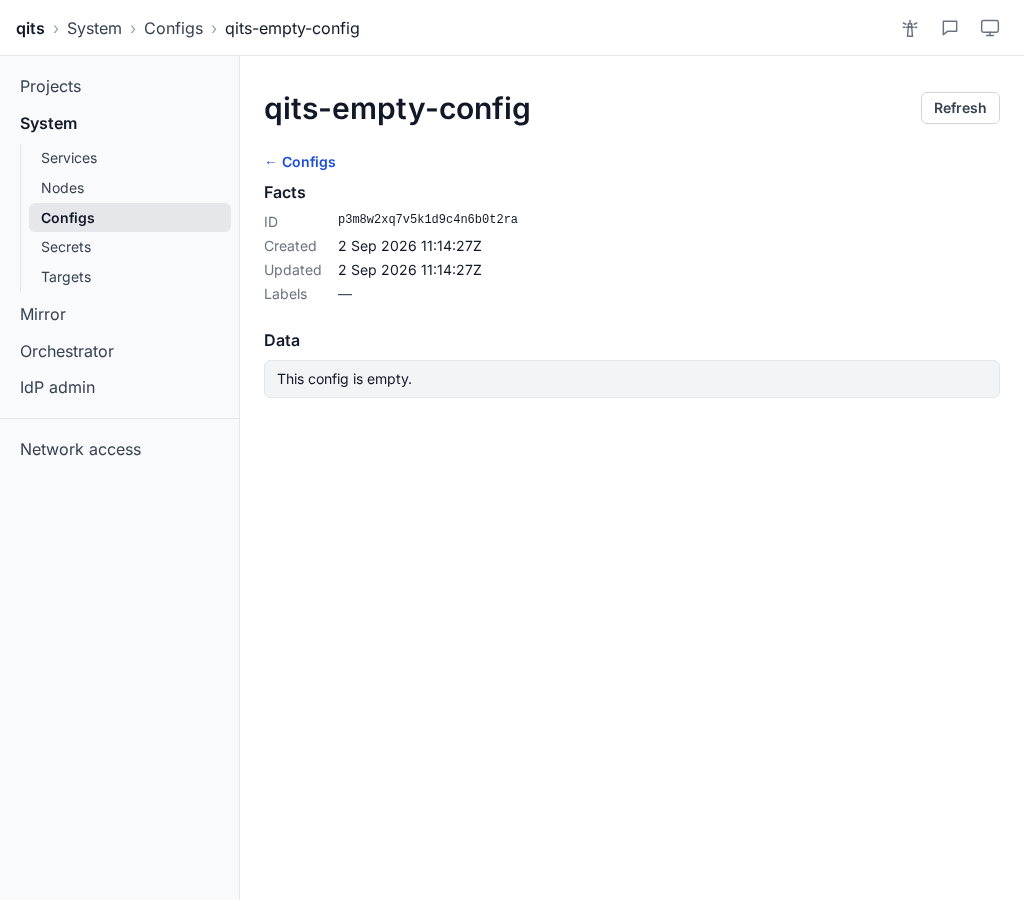 qits › System › Configs › qits-empty-config
Projects
System
Services
Nodes
Configs
Secrets
Targets
Mirror
Orchestrator
IdP admin
Network access
qits-empty-config
Refresh
← Configs
Facts
ID p3m8w2xq7v5k1d9c4n6b0t2ra
Created 2 Sep 2026 11:14:27Z
Updated 2 Sep 2026 11:14:27Z
Labels —
Data
This config is empty.